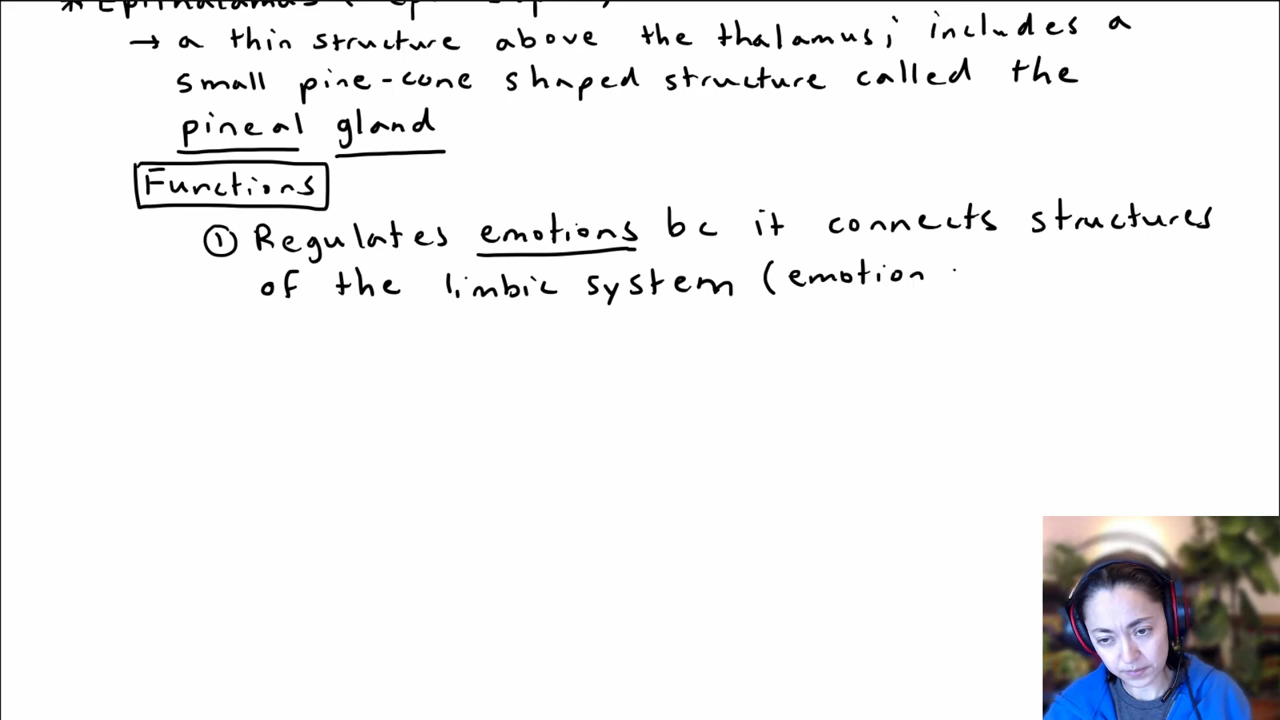 → a thin structure above the thalamus; includes a
small pine-cone shaped structure called the
pineal gland
Functions
① Regulates emotions bc it connects structures
of the limbic system (emotion